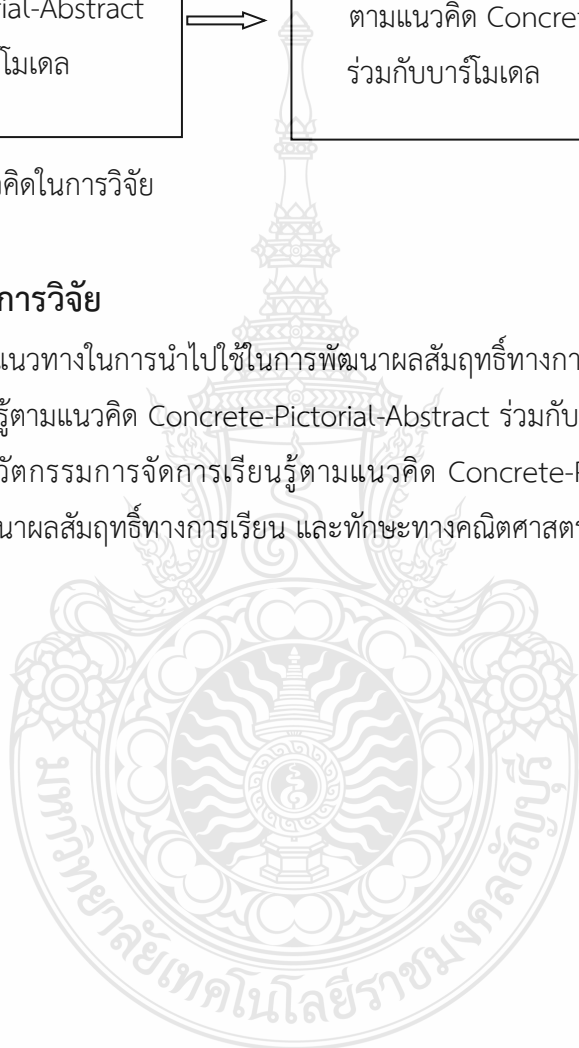 rial-Abstract
ตามแนวคิด Concre
โมเดล
ร่วมกับบาร์โมเดล
คิดในการวิจัย
การวิจัย
แนวทางในการนำไปใช้ในการพัฒนาผลสัมฤทธิ์ทางกา
รู้ตามแนวคิด Concrete-Pictorial-Abstract ร่วมกับ
วัตกรรมการจัดการเรียนรู้ตามแนวคิด Concrete-
นาผลสัมฤทธิ์ทางการเรียน และทักษะทางคณิตศาสตร
มหาวิทยาลัยเทคโนโลยีราชมงคลธัญบุรี